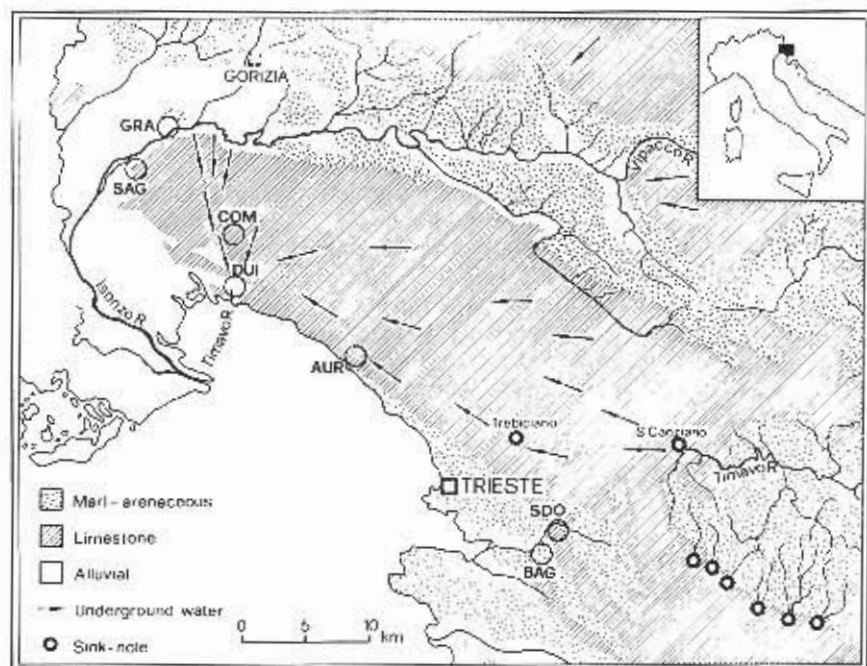 GORIZIA
GRA
SAG
Vipacco R
COM
DUI
Isonzo R
Timavo R
AUR
Trebiciano
S. Canziano
Timavo R
TRIESTE
SDO
BAG
Marl-arenaceous
Limestone
Alluvial
Underground water
Sink-hole
0 5 10
km